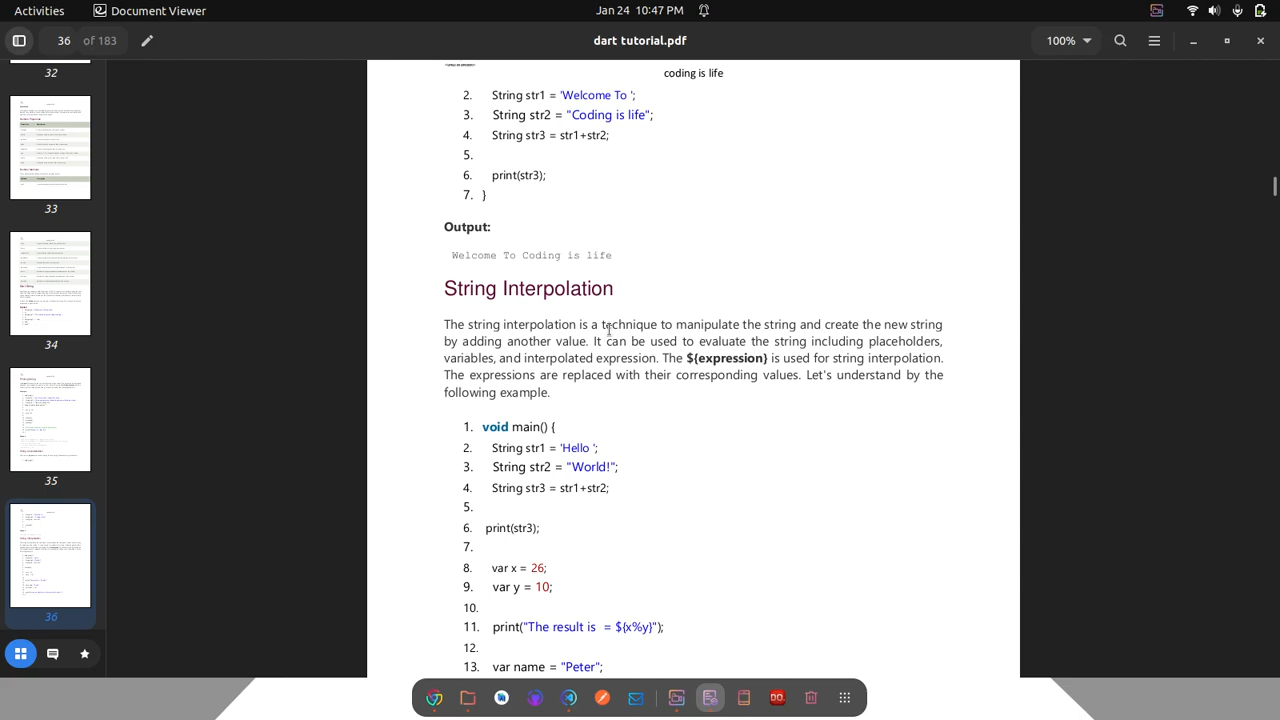 Activities Document Viewer Jan 24 10:47 PM
36 of 183 dart tutorial.pdf 100%
32
33
34
35
36
coding is life
2. String str1 = 'Welcome To ';
3. String str2 = "Coding is life";
4. String str3 = str1+str2;
5.
6. print(str3);
7. }
Output:
Welcome To Coding is life
String Interpolation
The string interpolation is a technique to manipulate the string and create the new string
by adding another value. It can be used to evaluate the string including placeholders,
variables, and interpolated expression. The ${expression} is used for string interpolation.
The expressions are replaced with their corresponding values. Let's understand by the
following example.
1. void main() {
2. String str1 = 'Hello ';
3. String str2 = "World!";
4. String str3 = str1+str2;
5.
6. print(str3);
7.
8. var x = 26;
9. var y = 10;
10.
11. print("The result is = ${x%y}");
12.
13. var name = "Peter";